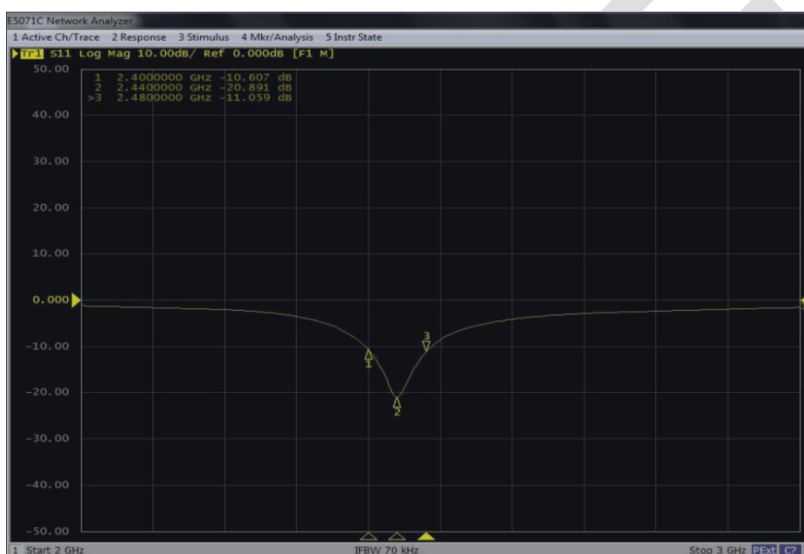 E5071C Network Analyzer
1 Active Ch/Trace 2 Response 3 Stimulus 4 Mkr/Analysis 5 Instr State
Tr1 S11 Log Mag 10.00dB/ Ref 0.000dB [F1 M]
50.00
1 2.4000000 GHz -10.607 dB
2 2.4400000 GHz -20.891 dB
>3 2.4800000 GHz -11.059 dB
40.00
30.00
20.00
10.00
0.000
-10.00
3
1
-20.00
2
-30.00
-40.00
-50.00
1 Start 2 GHz IFBW 70 kHz Stop 3 GHz PExt C?